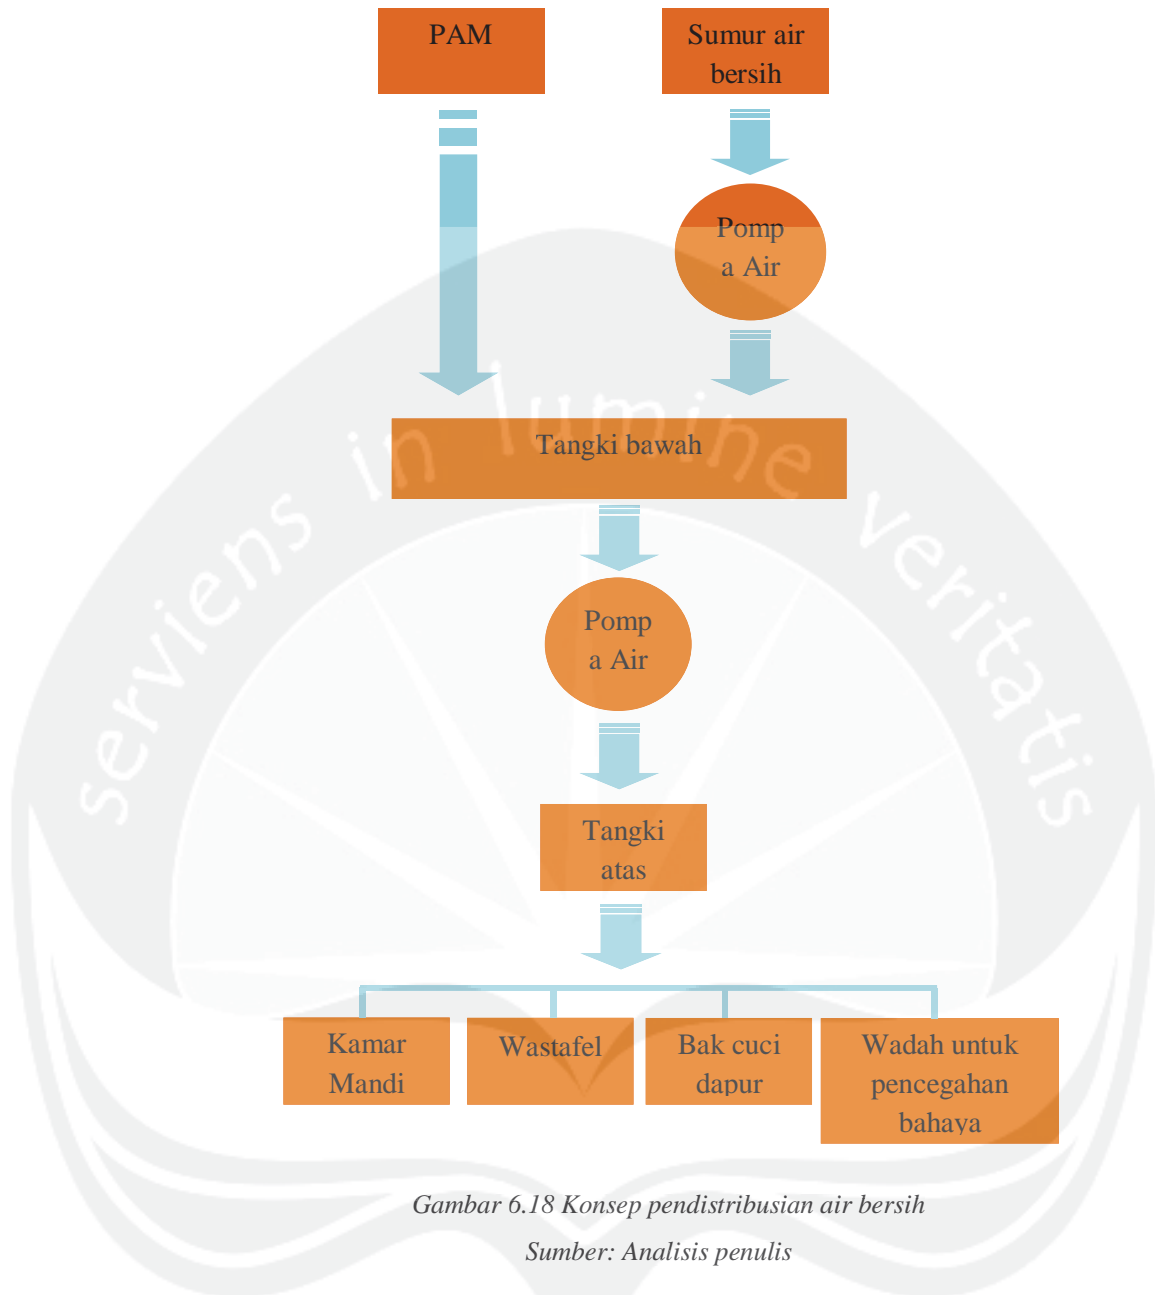 PAM
Sumur air
bersih
Pomp
a Air
Tangki bawah
Pomp
a Air
Tangki
atas
Kamar
Mandi
Wastafel
Bak cuci
dapur
Wadah untuk
pencegahan
bahaya
serviens in lumine veritatis
Gambar 6.18 Konsep pendistribusian air bersih
Sumber: Analisis penulis